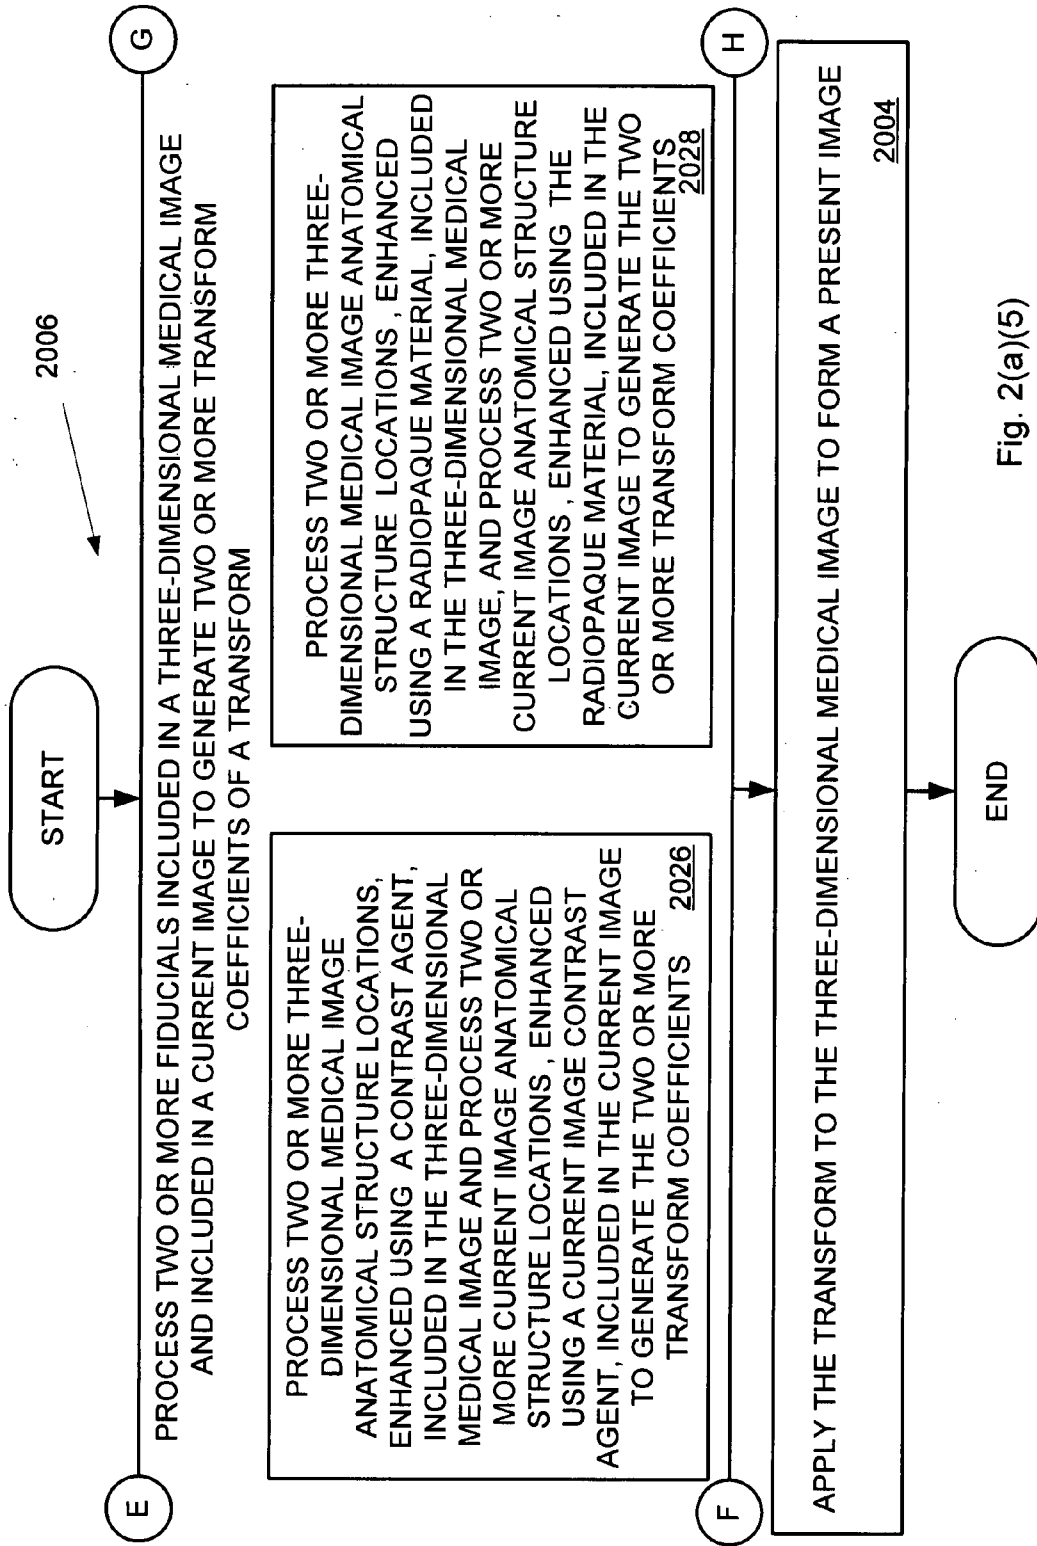 2006
START
E
G
PROCESS TWO OR MORE FIDUCIALS INCLUDED IN A THREE-DIMENSIONAL MEDICAL IMAGE
AND INCLUDED IN A CURRENT IMAGE TO GENERATE TWO OR MORE TRANSFORM
COEFFICIENTS OF A TRANSFORM
PROCESS TWO OR MORE THREE-
DIMENSIONAL MEDICAL IMAGE
ANATOMICAL STRUCTURE LOCATIONS,
ENHANCED USING A CONTRAST AGENT,
INCLUDED IN THE THREE-DIMENSIONAL
MEDICAL IMAGE AND PROCESS TWO OR
MORE CURRENT IMAGE ANATOMICAL
STRUCTURE LOCATIONS , ENHANCED
USING A CURRENT IMAGE CONTRAST
AGENT, INCLUDED IN THE CURRENT IMAGE
TO GENERATE THE TWO OR MORE
TRANSFORM COEFFICIENTS
2026
PROCESS TWO OR MORE THREE-
DIMENSIONAL MEDICAL IMAGE ANATOMICAL
STRUCTURE LOCATIONS , ENHANCED
USING A RADIOPAQUE MATERIAL, INCLUDED
IN THE THREE-DIMENSIONAL MEDICAL
IMAGE, AND PROCESS TWO OR MORE
CURRENT IMAGE ANATOMICAL STRUCTURE
LOCATIONS , ENHANCED USING THE
RADIOPAQUE MATERIAL, INCLUDED IN THE
CURRENT IMAGE TO GENERATE THE TWO
OR MORE TRANSFORM COEFFICIENTS
2028
F
H
APPLY THE TRANSFORM TO THE THREE-DIMENSIONAL MEDICAL IMAGE TO FORM A PRESENT IMAGE
2004
END
Fig. 2(a)(5)